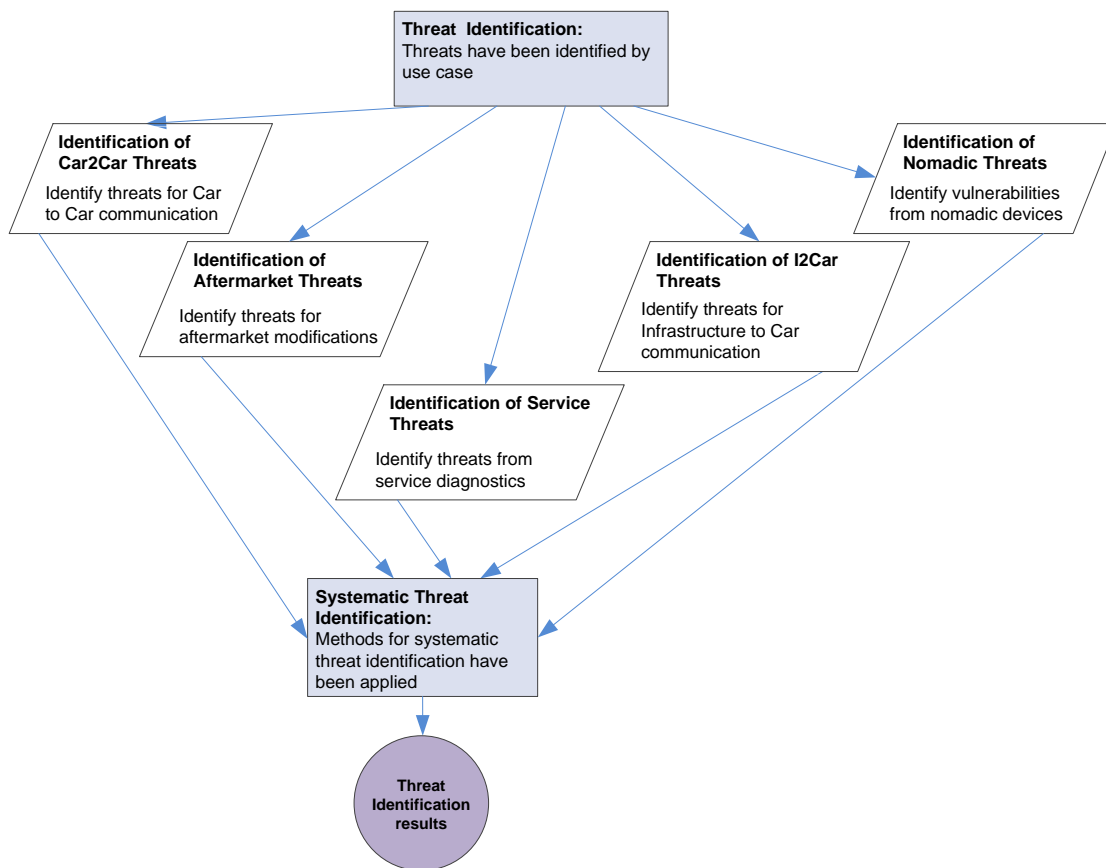 Threat Identification:
Threats have been identified by
use case
Identification of
Car2Car Threats
Identify threats for Car
to Car communication
Identification of
Nomadic Threats
Identify vulnerabilities
from nomadic devices
Identification of
Aftermarket Threats
Identify threats for
aftermarket modifications
Identification of I2Car
Threats
Identify threats for
Infrastructure to Car
communication
Identification of Service
Threats
Identify threats from
service diagnostics
Systematic Threat
Identification:
Methods for systematic
threat identification have
been applied
Threat
Identification
results